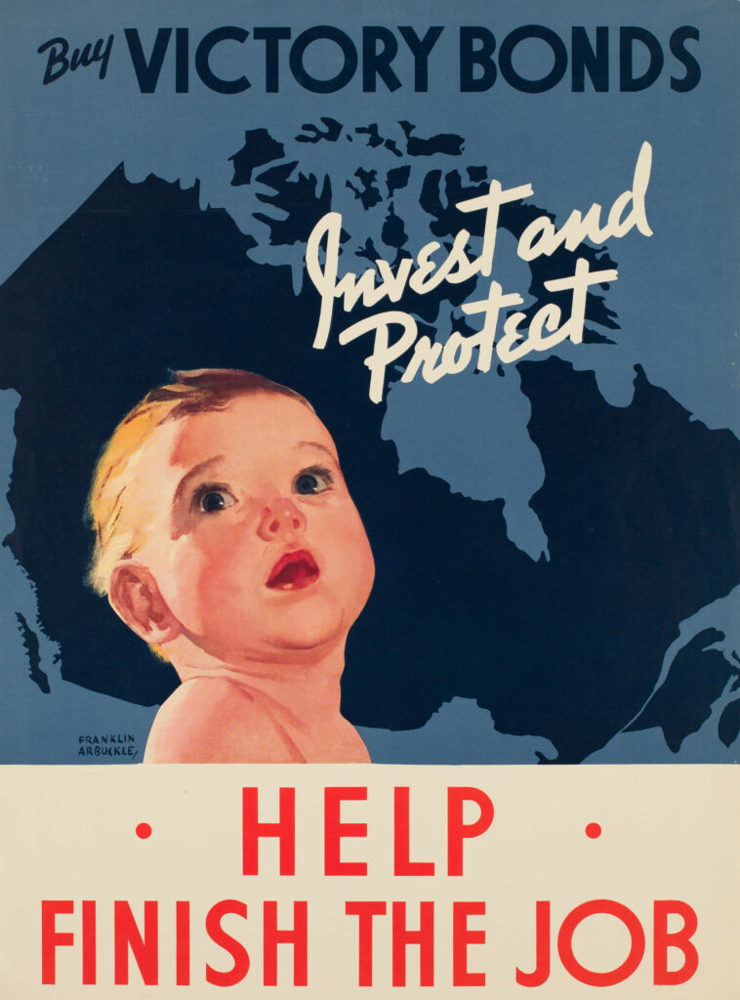 Buy VICTORY BONDS
Invest and
Protect
FRANKLIN
ARBUCKLE
• HELP •
FINISH THE JOB